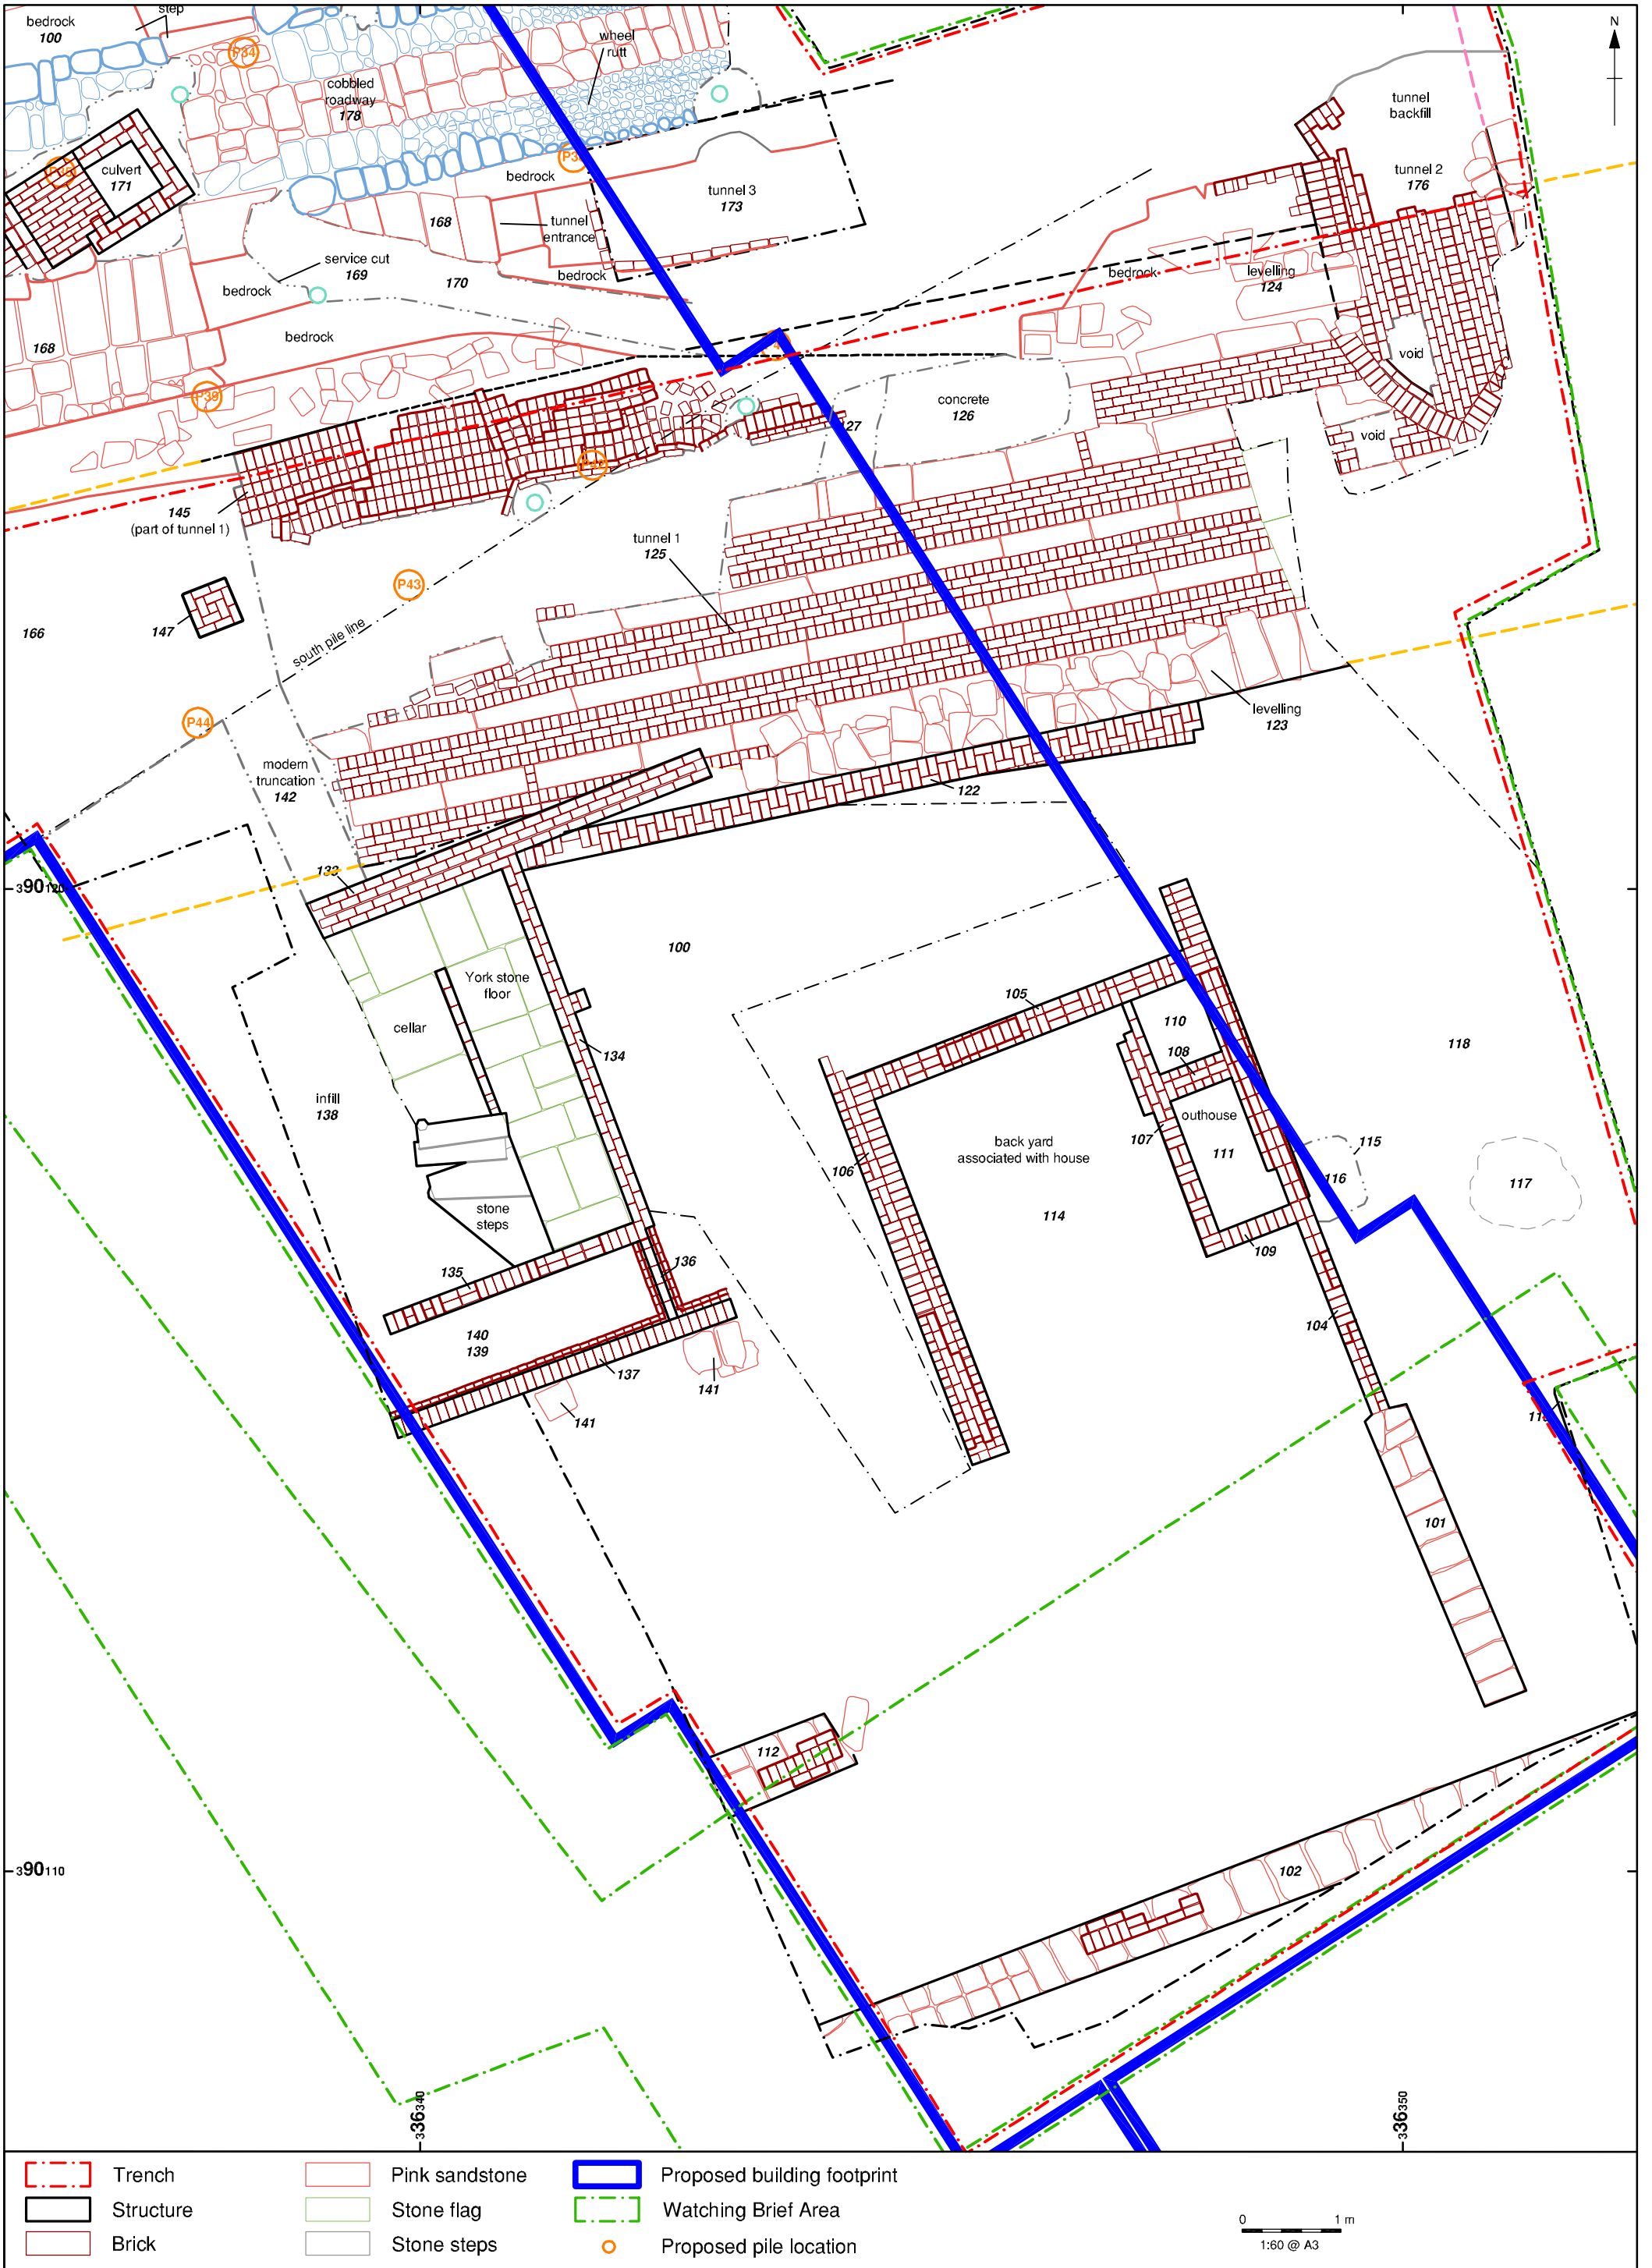 bedrock
100
step
P34
wheel
rutt
N
cobbled
roadway
178
tunnel
backfill
culvert
171
bedrock
tunnel 3
173
tunnel 2
176
168
tunnel
entrance
service cut
169
170
bedrock
bedrock
bedrock
levelling
124
168
bedrock
void
P39
concrete
126
127
void
145
(part of tunnel 1)
tunnel 1
125
P43
147
166
south pile line
P44
levelling
123
modern
truncation
142
122
133
390120
100
York stone
floor
cellar
105
110
134
108
118
infill
138
outhouse
107
back yard
associated with house
111
115
106
116
117
114
stone
steps
109
135
136
104
140
139
137
141
141
101
112
390110
102
336340
336350
Trench
Pink sandstone
Proposed building footprint
Structure
Stone flag
Watching Brief Area
Brick
Stone steps
Proposed pile location
0 1 m
1:60 @ A3